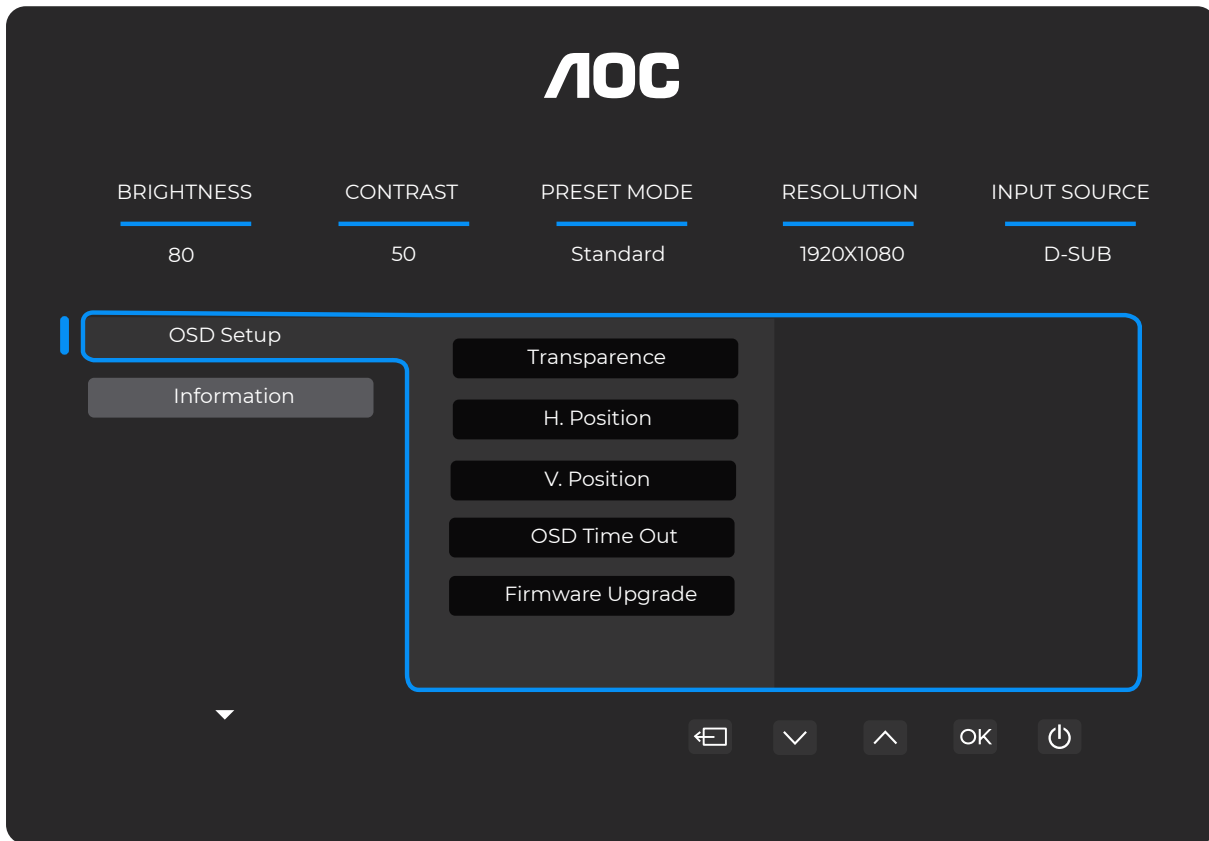 AOC
BRIGHTNESS CONTRAST PRESET MODE RESOLUTION INPUT SOURCE
80 50 Standard 1920X1080 D-SUB
OSD Setup
Information
Transparence
H. Position
V. Position
OSD Time Out
Firmware Upgrade
OK